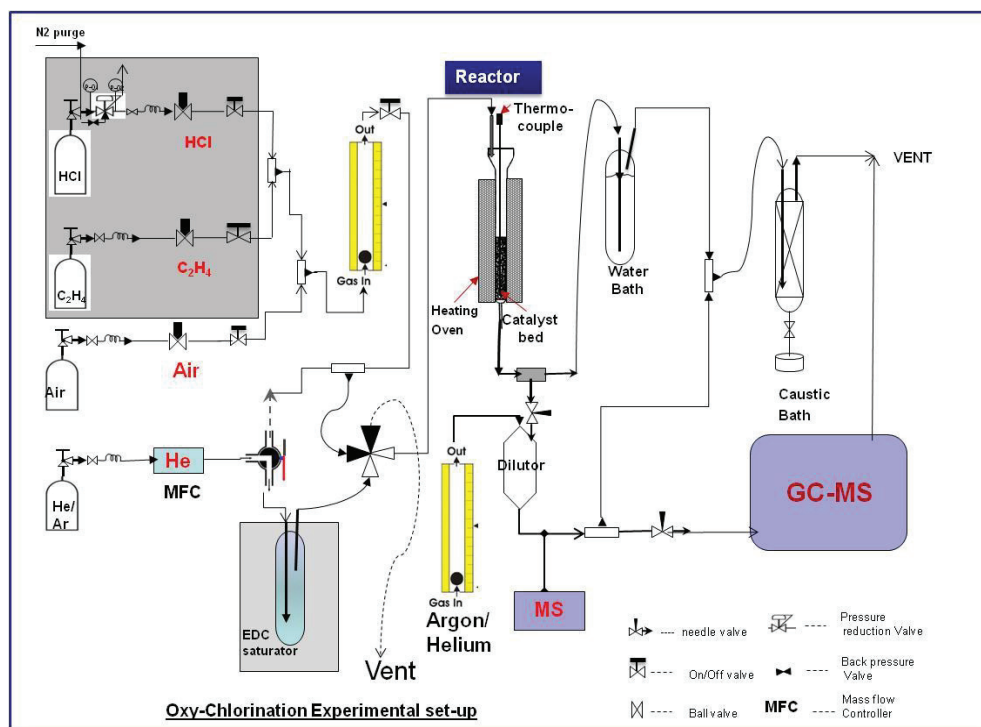 N2 purge
Reactor
Thermo-
couple
Out
HCl
HCl
VENT
C2H4
C2H4
Gas In
Water
Bath
Heating
Oven
Catalyst
bed
Air
Air
Caustic
Bath
Out
Dilutor
He
MFC
He/
Ar
GC-MS
Gas In
Argon/
Helium
MS
EDC
saturator
Vent
needle valve
Pressure
reduction Valve
On/Off valve
Back pressure
Valve
Ball valve
MFC
Mass flow
Controller
Oxy-Chlorination Experimental set-up